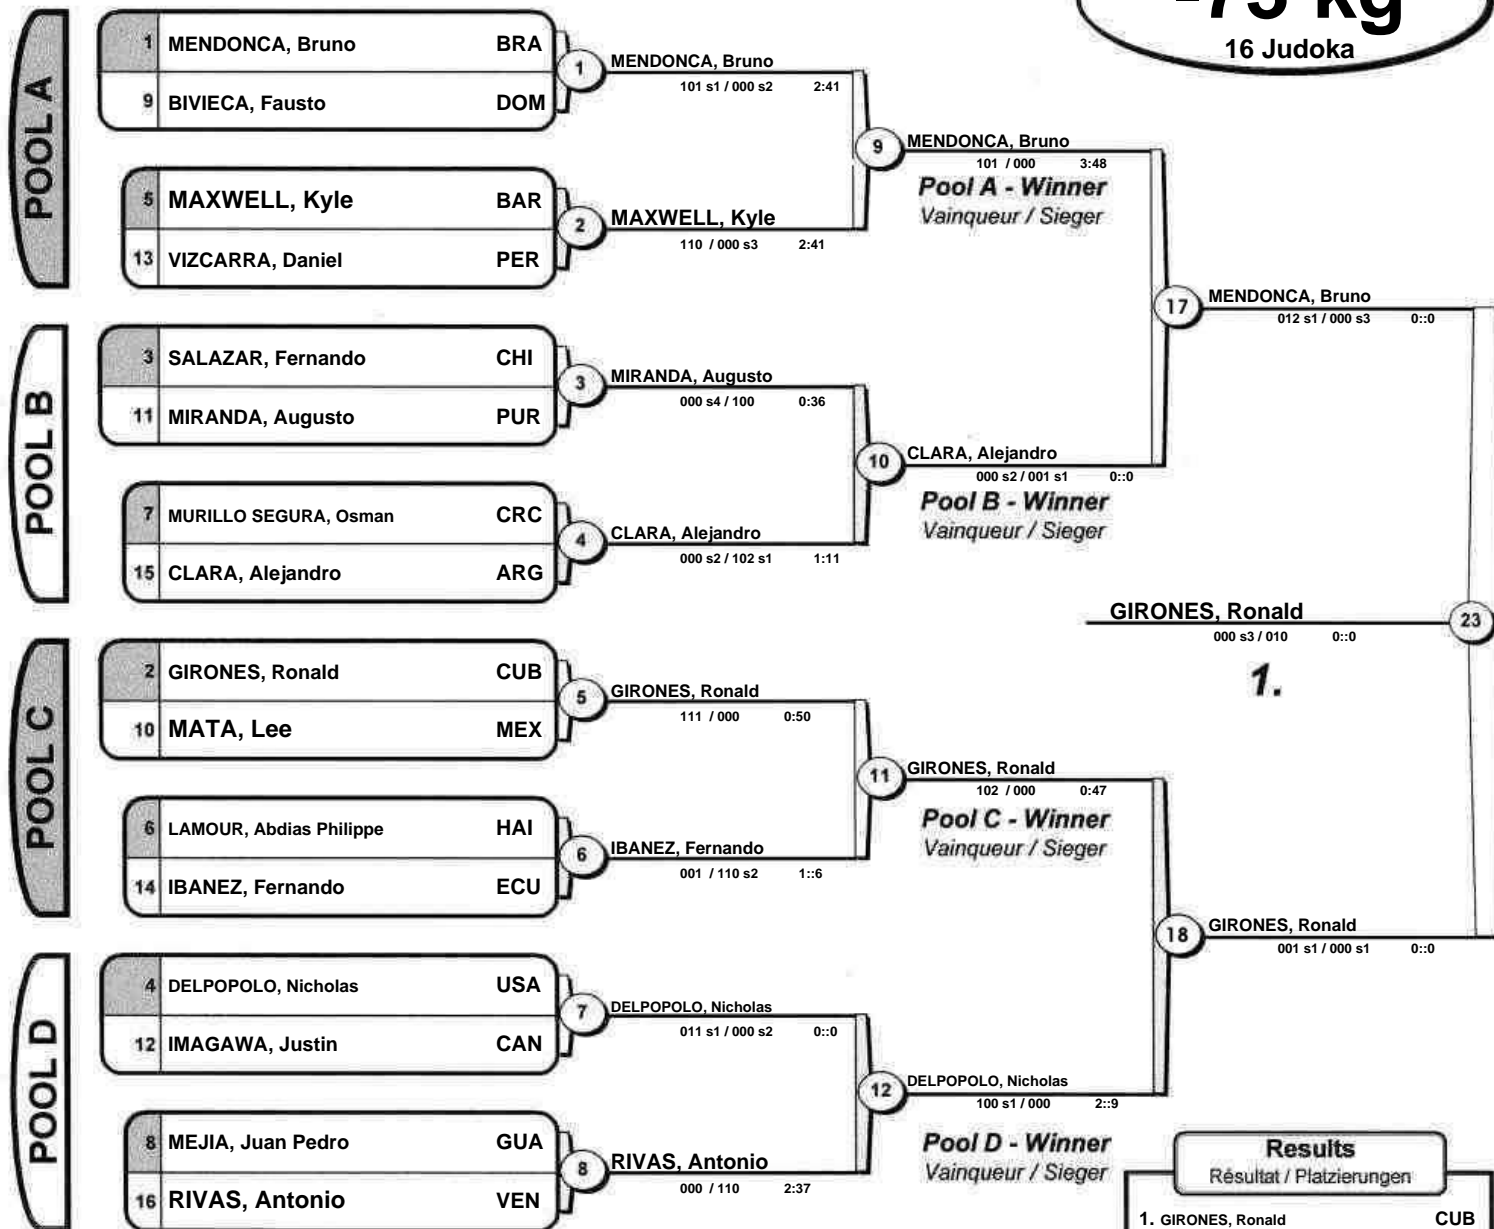 -73 kg
16 Judoka
POOL A
1 MENDONCA, Bruno BRA
9 BIVIECA, Fausto DOM
1
MENDONCA, Bruno
101 s1 / 000 s2 2:41
5 MAXWELL, Kyle BAR
13 VIZCARRA, Daniel PER
2
MAXWELL, Kyle
110 / 000 s3 2:41
9
MENDONCA, Bruno
101 / 000 3:48
Pool A - Winner
Vainqueur / Sieger
POOL B
3 SALAZAR, Fernando CHI
11 MIRANDA, Augusto PUR
3
MIRANDA, Augusto
000 s4 / 100 0:36
7 MURILLO SEGURA, Osman CRC
15 CLARA, Alejandro ARG
4
CLARA, Alejandro
000 s2 / 102 s1 1:11
10
CLARA, Alejandro
000 s2 / 001 s1 0::0
Pool B - Winner
Vainqueur / Sieger
17
MENDONCA, Bruno
012 s1 / 000 s3 0::0
GIRONES, Ronald
000 s3 / 010 0::0
23
1.
POOL C
2 GIRONES, Ronald CUB
10 MATA, Lee MEX
5
GIRONES, Ronald
111 / 000 0:50
6 LAMOUR, Abdias Philippe HAI
14 IBANEZ, Fernando ECU
6
IBANEZ, Fernando
001 / 110 s2 1::6
11
GIRONES, Ronald
102 / 000 0:47
Pool C - Winner
Vainqueur / Sieger
18
GIRONES, Ronald
001 s1 / 000 s1 0::0
POOL D
4 DELPOPOLO, Nicholas USA
12 IMAGAWA, Justin CAN
7
DELPOPOLO, Nicholas
011 s1 / 000 s2 0::0
8 MEJIA, Juan Pedro GUA
16 RIVAS, Antonio VEN
8
RIVAS, Antonio
000 / 110 2:37
12
DELPOPOLO, Nicholas
100 s1 / 000 2::9
Pool D - Winner
Vainqueur / Sieger
Results
Résultat / Platzierungen
1. GIRONES, Ronald CUB